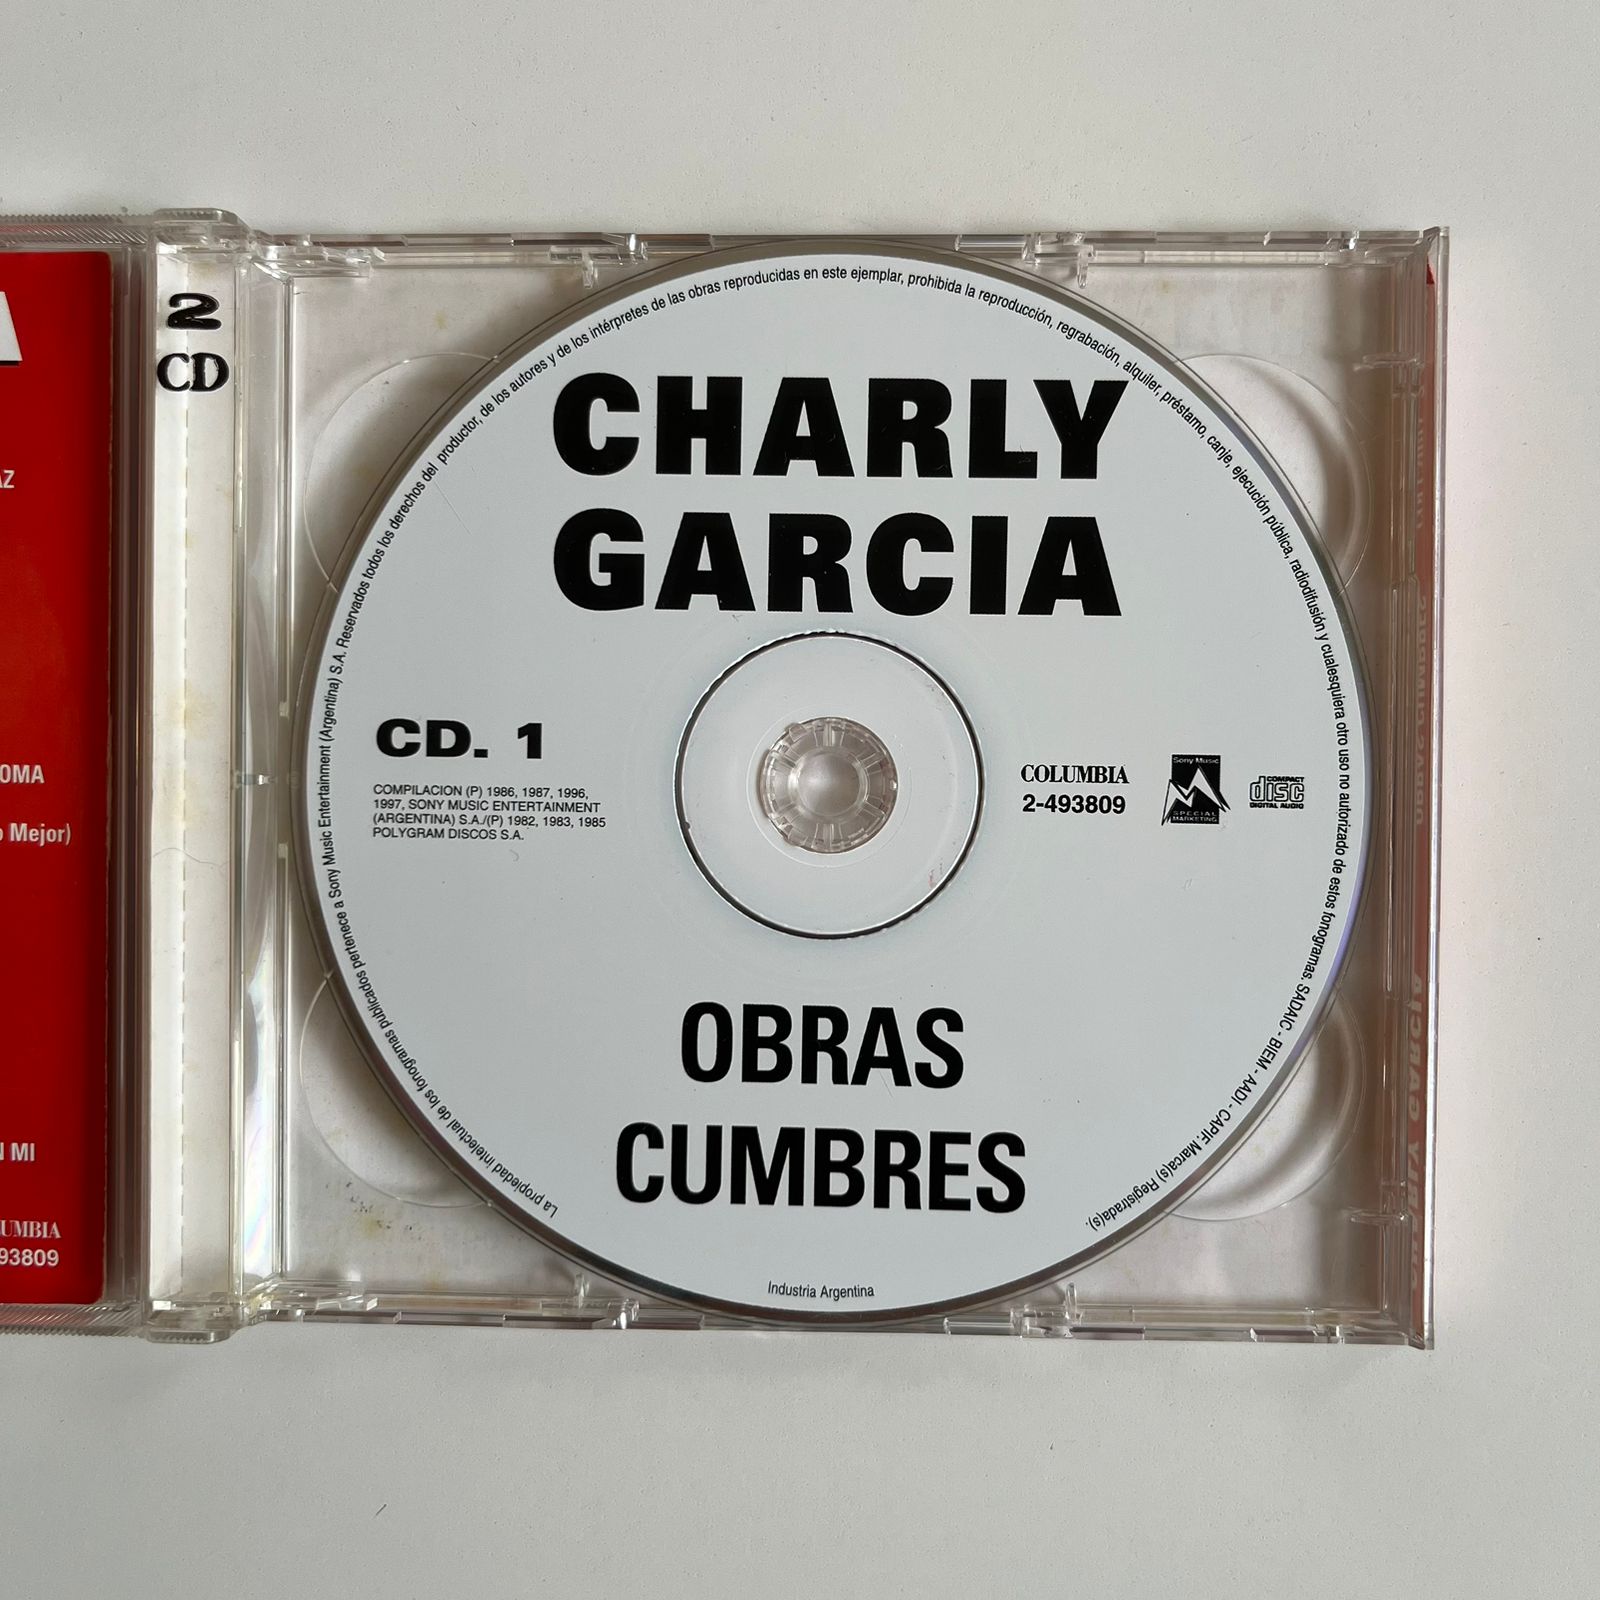 A
AZ
OMA
o Mejor)
N MI
UMBIA
93809
2
CD
La propiedad intelectual de los fonogramas publicados pertenece a Sony Music Entertainment (Argentina) S.A. Reservados todos los derechos del productor, de los autores y de los intérpretes de las obras reproducidas en este ejemplar, prohibida la reproducción, regrabación, alquiler, préstamo, canje, ejecución pública, radiodifusión y cualesquiera otro uso no autorizado de estos fonogramas. SADAIC - BIEM - AADI - CAPIF. Marca(s) Registrada(s).
CHARLY
GARCIA
CD. 1
COMPILACION (P) 1986, 1987, 1996,
1997, SONY MUSIC ENTERTAINMENT
(ARGENTINA) S.A./(P) 1982, 1983, 1985
POLYGRAM DISCOS S.A.
COLUMBIA
2-493809
Sony Music
SPECIAL
MARKETING
COMPACT
disc
DIGITAL AUDIO
OBRAS
CUMBRES
Industria Argentina
OBRAS CUMBRES
CHARLY GARCIA